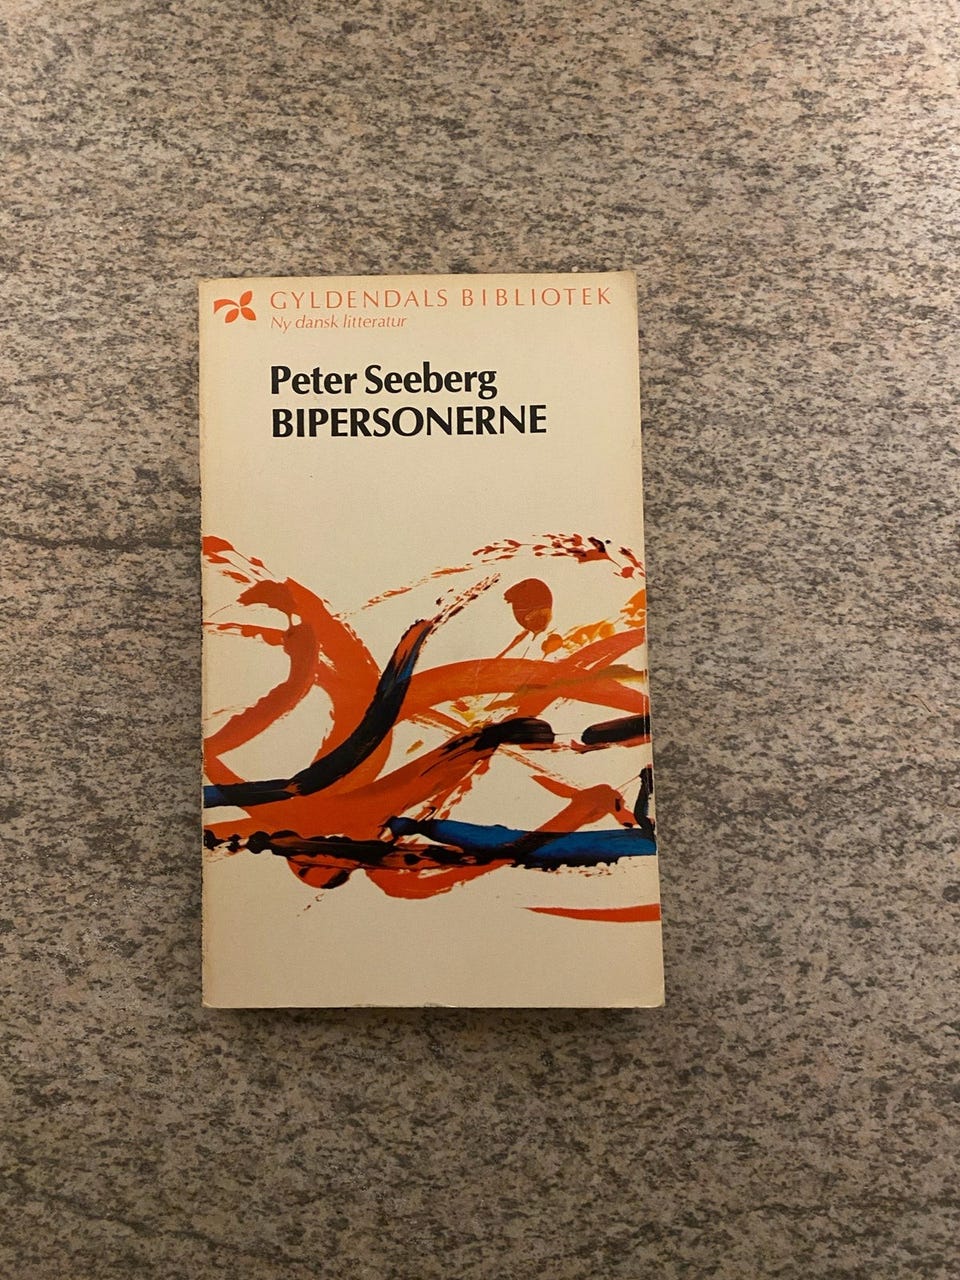 GYLDENDALS BIBLIOTEK
Ny dansk litteratur
Peter Seeberg
BIPERSONERNE